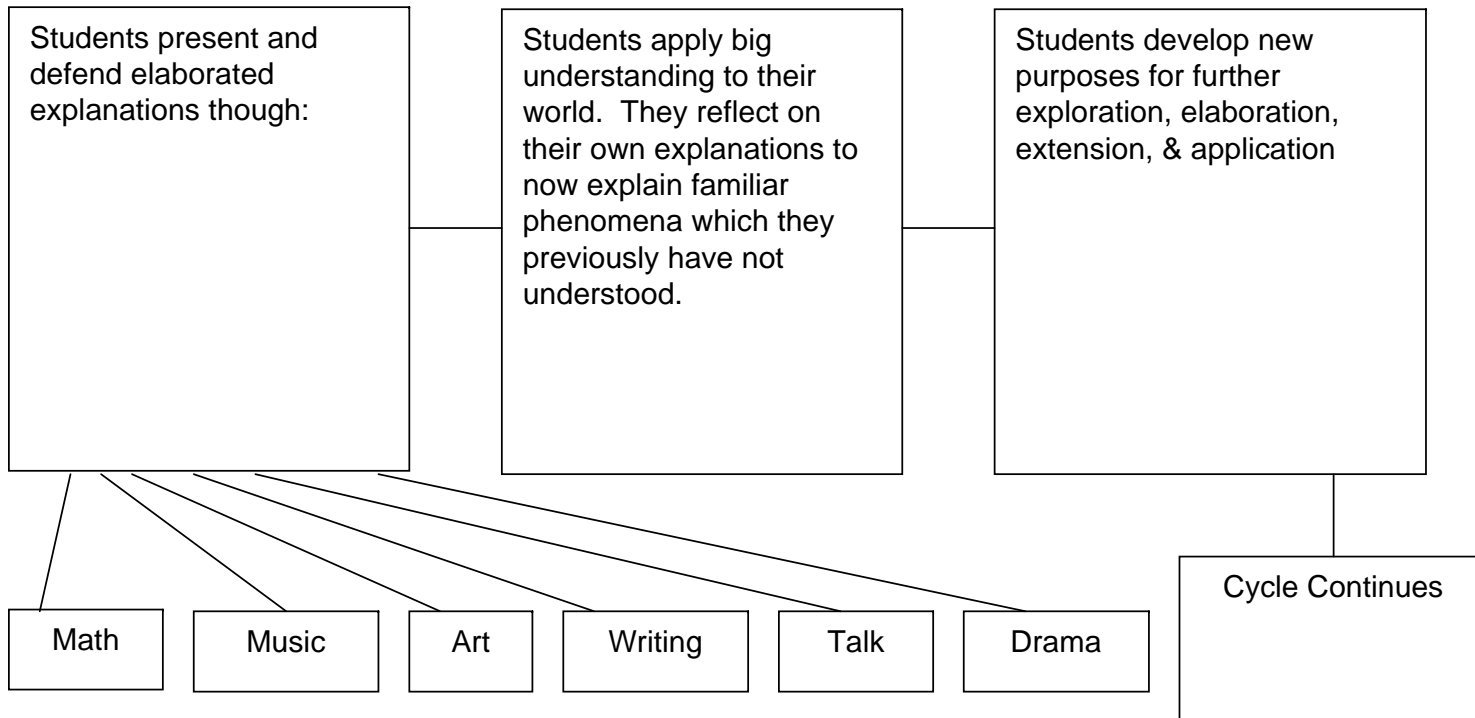 Students present and
defend elaborated
explanations though:
Students apply big
understanding to their
world.  They reflect on
their own explanations to
now explain familiar
phenomena which they
previously have not
understood.
Students develop new
purposes for further
exploration, elaboration,
extension, & application
Math
Music
Art
Writing
Talk
Drama
Cycle Continues